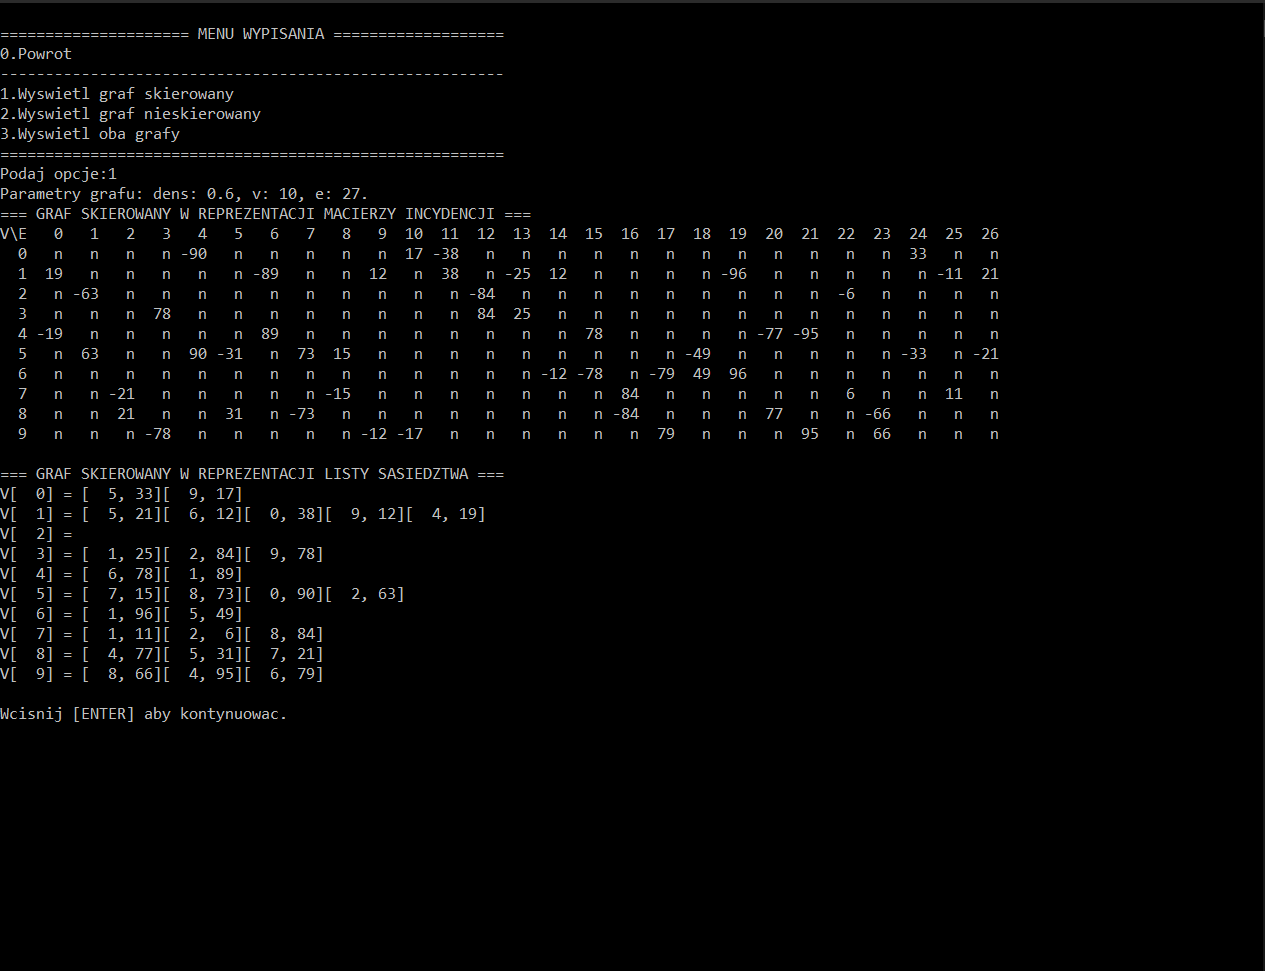 ===================== MENU WYPISANIA ===================
0.Powrot
--------------------------------------------------------
1.Wyswietl graf skierowany
2.Wyswietl graf nieskierowany
3.Wyswietl oba grafy
========================================================
Podaj opcje:1
Parametry grafu: dens: 0.6, v: 10, e: 27.
=== GRAF SKIEROWANY W REPREZENTACJI MACIERZY INCYDENCJI ===
V\E   0   1   2   3   4   5   6   7   8   9  10  11  12  13  14  15  16  17  18  19  20  21  22  23  24  25  26
  0   n   n   n   n -90   n   n   n   n   n  17 -38   n   n   n   n   n   n   n   n   n   n   n   n  33   n   n
  1  19   n   n   n   n   n -89   n   n  12   n  38   n -25  12   n   n   n   n -96   n   n   n   n   n -11  21
  2   n -63   n   n   n   n   n   n   n   n   n   n -84   n   n   n   n   n   n   n   n   n  -6   n   n   n   n
  3   n   n   n  78   n   n   n   n   n   n   n   n  84  25   n   n   n   n   n   n   n   n   n   n   n   n   n
  4 -19   n   n   n   n   n  89   n   n   n   n   n   n   n   n  78   n   n   n   n -77 -95   n   n   n   n   n
  5   n  63   n   n  90 -31   n  73  15   n   n   n   n   n   n   n   n   n -49   n   n   n   n   n -33   n -21
  6   n   n   n   n   n   n   n   n   n   n   n   n   n   n -12 -78   n -79  49  96   n   n   n   n   n   n   n
  7   n   n -21   n   n   n   n   n -15   n   n   n   n   n   n   n  84   n   n   n   n   n   6   n   n  11   n
  8   n   n  21   n   n  31   n -73   n   n   n   n   n   n   n   n -84   n   n   n  77   n   n -66   n   n   n
  9   n   n   n -78   n   n   n   n   n -12 -17   n   n   n   n   n   n  79   n   n   n  95   n  66   n   n   n
=== GRAF SKIEROWANY W REPREZENTACJI LISTY SASIEDZTWA ===
V[  0] = [  5, 33][  9, 17]
V[  1] = [  5, 21][  6, 12][  0, 38][  9, 12][  4, 19]
V[  2] =
V[  3] = [  1, 25][  2, 84][  9, 78]
V[  4] = [  6, 78][  1, 89]
V[  5] = [  7, 15][  8, 73][  0, 90][  2, 63]
V[  6] = [  1, 96][  5, 49]
V[  7] = [  1, 11][  2,  6][  8, 84]
V[  8] = [  4, 77][  5, 31][  7, 21]
V[  9] = [  8, 66][  4, 95][  6, 79]
Wcisnij [ENTER] aby kontynuowac.